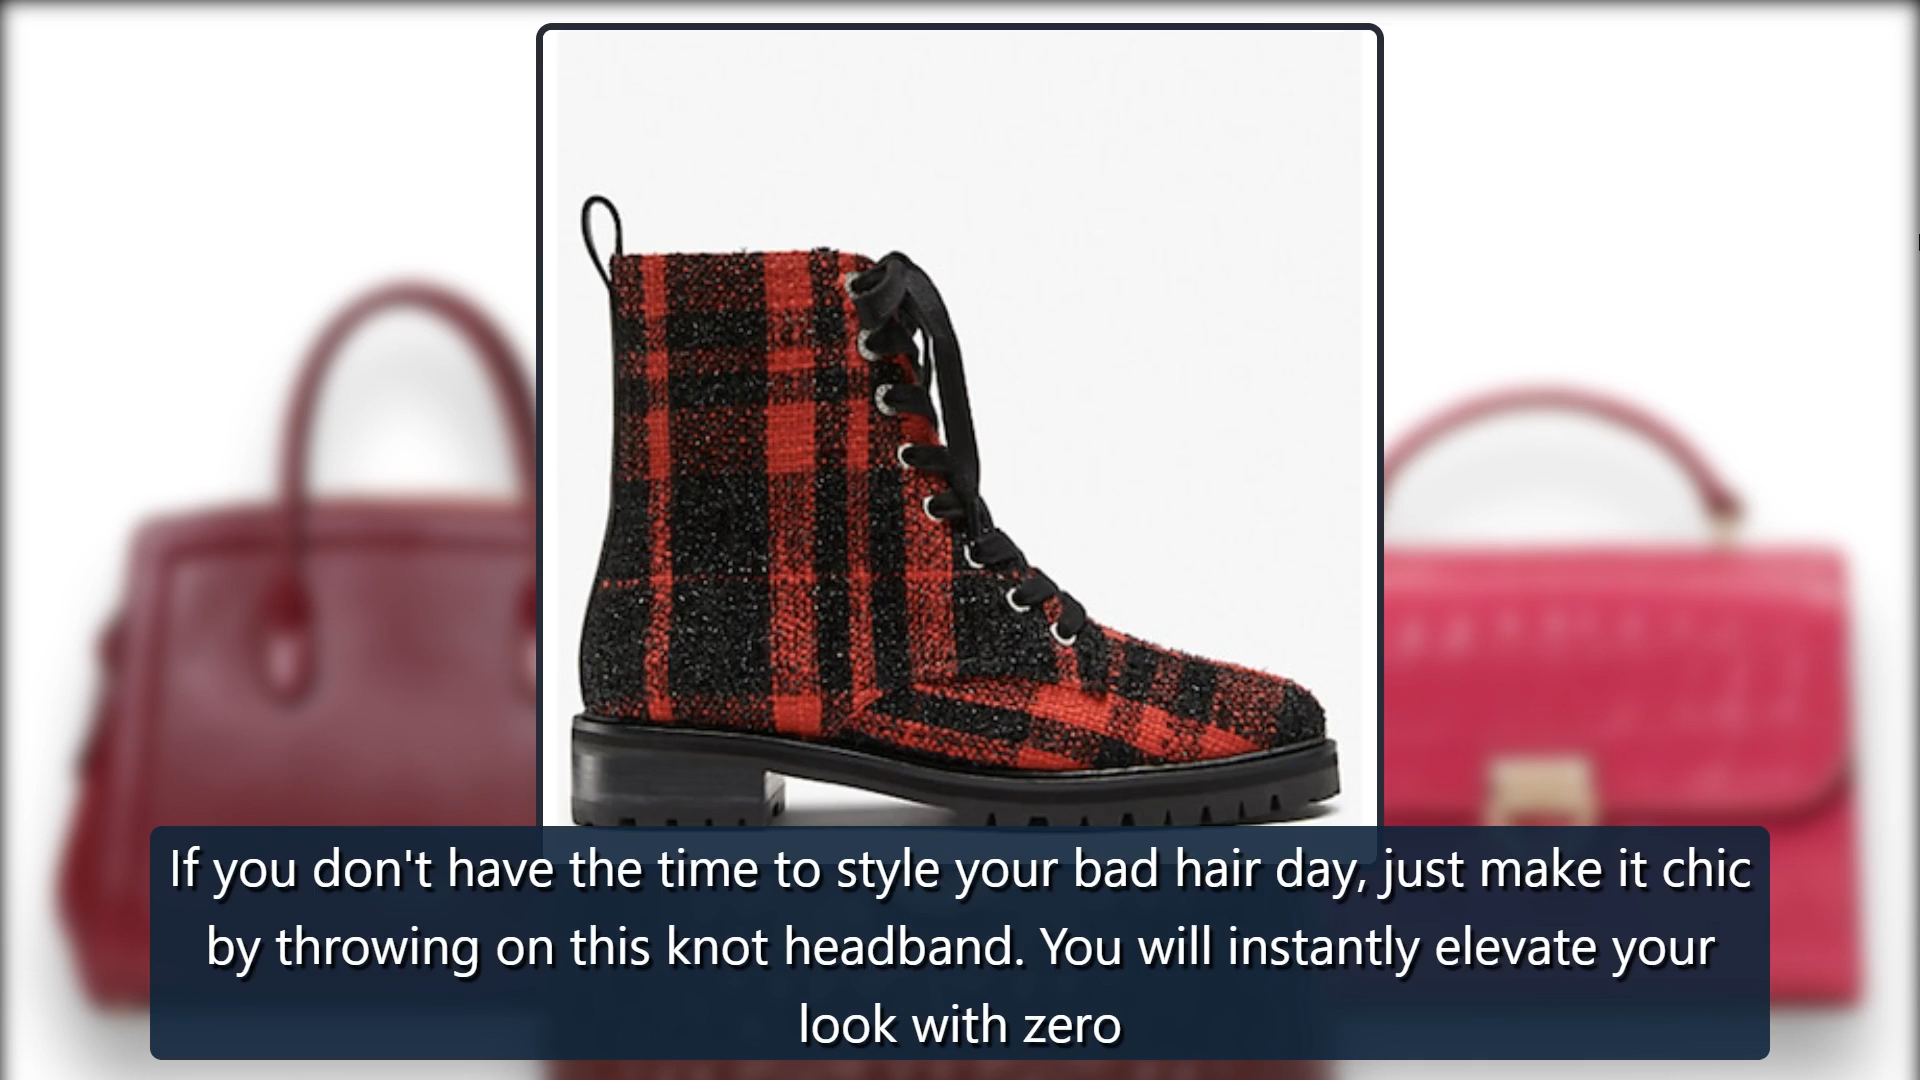 If you don't have the time to style your bad hair day, just make it chic
by throwing on this knot headband. You will instantly elevate your
look with zero